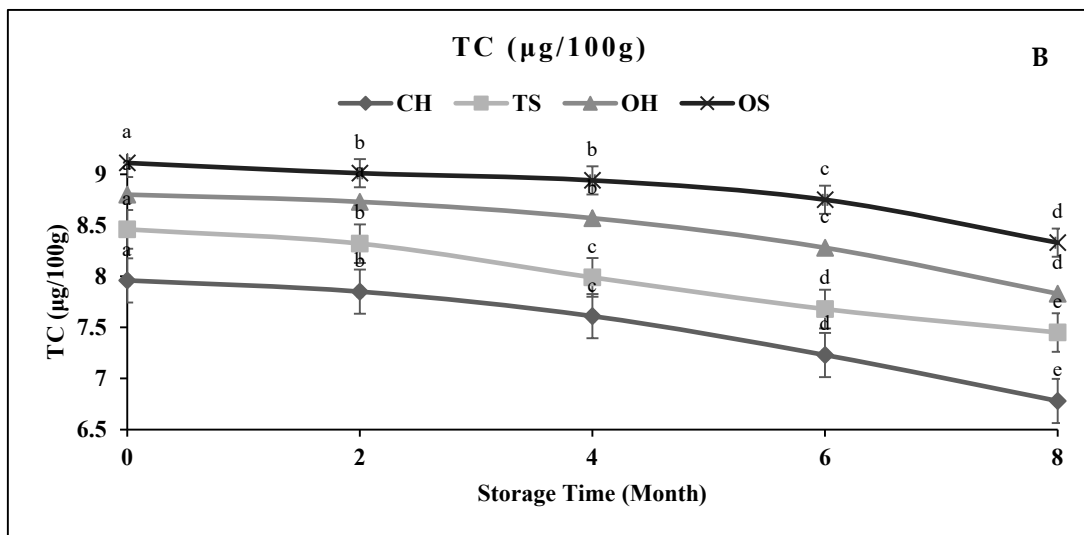 TC (µg/100g)
B
CH TS OH OS
a b b c d
a b c d
a b c d e
a b c d e
9
8.5
8
7.5
7
6.5
TC (µg/100g)
0 2 4 6 8
Storage Time (Month)